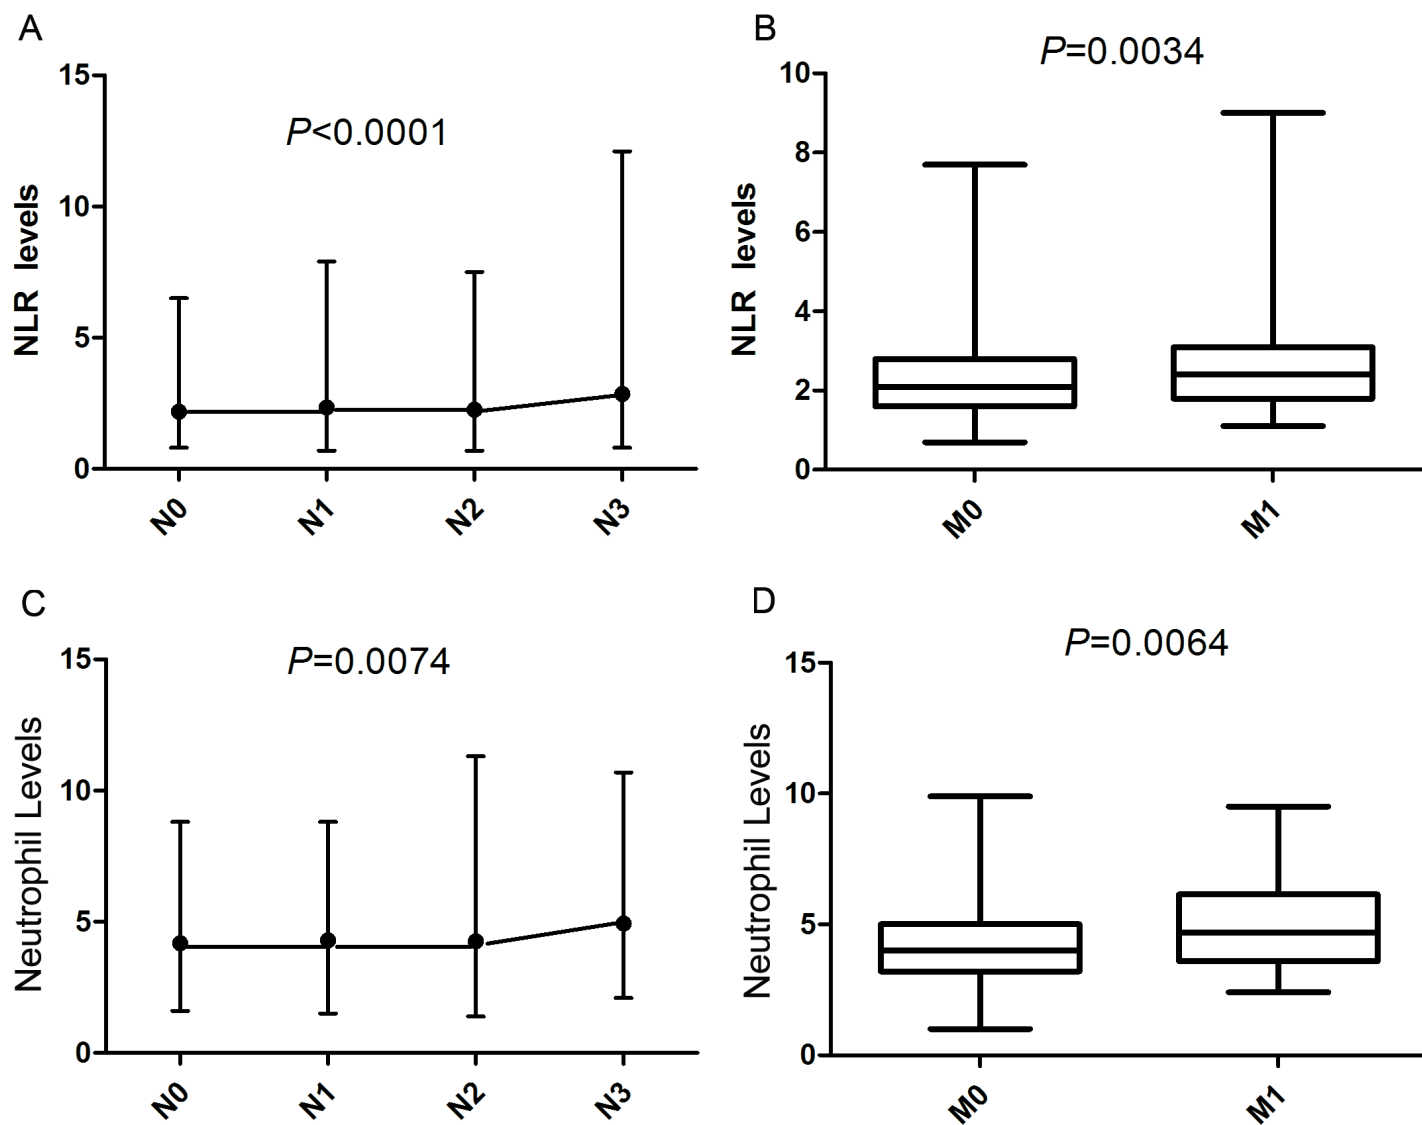 A
P<0.0001
15
10
5
0
NLR levels
N0
N1
N2
N3
B
P=0.0034
10
8
6
4
2
0
NLR levels
M0
M1
C
P=0.0074
15
10
5
0
Neutrophil Levels
N0
N1
N2
N3
D
P=0.0064
15
10
5
0
Neutrophil Levels
M0
M1